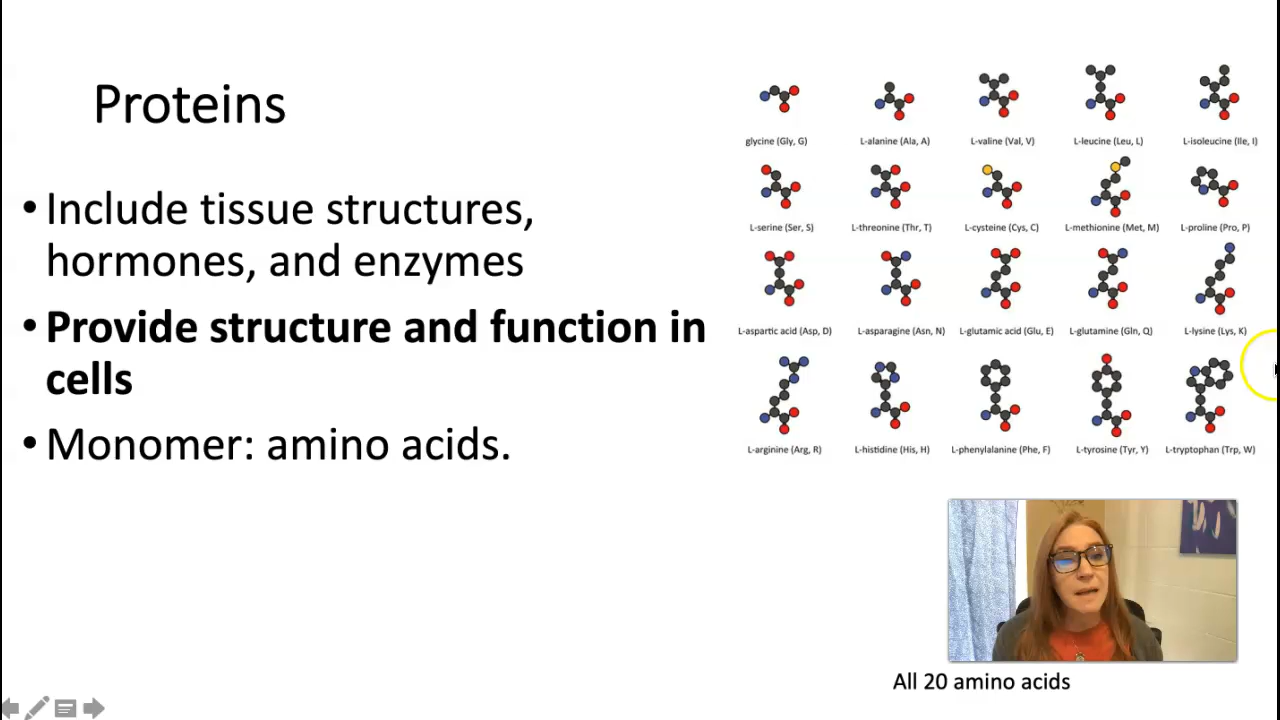 Proteins
• Include tissue structures,
hormones, and enzymes
• Provide structure and function in
cells
• Monomer: amino acids.
glycine (Gly, G) L-alanine (Ala, A) L-valine (Val, V) L-leucine (Leu, L) L-isoleucine (Ile, I)
L-serine (Ser, S) L-threonine (Thr, T) L-cysteine (Cys, C) L-methionine (Met, M) L-proline (Pro, P)
L-aspartic acid (Asp, D) L-asparagine (Asn, N) L-glutamic acid (Glu, E) L-glutamine (Gln, Q) L-lysine (Lys, K)
L-arginine (Arg, R) L-histidine (His, H) L-phenylalanine (Phe, F) L-tyrosine (Tyr, Y) L-tryptophan (Trp, W)
All 20 amino acids